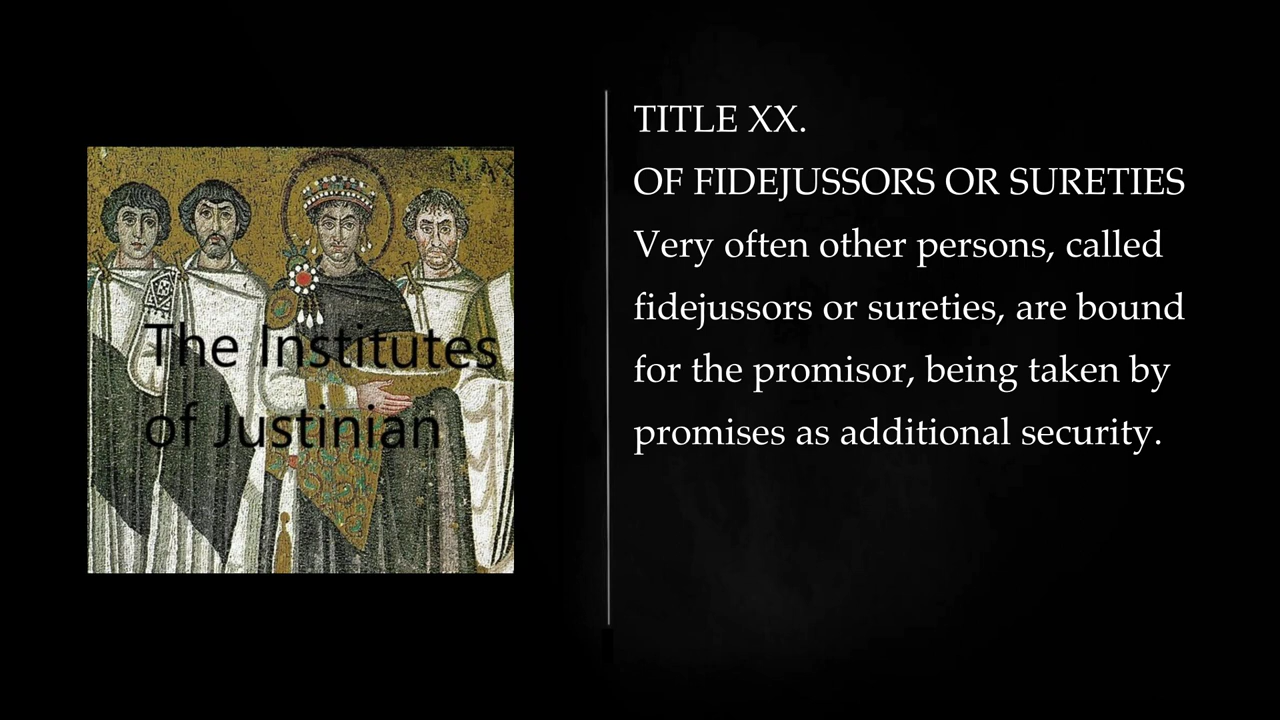 The Institutes
of Justinian
TITLE XX.
OF FIDEJUSSORS OR SURETIES
Very often other persons, called
fidejussors or sureties, are bound
for the promisor, being taken by
promises as additional security.